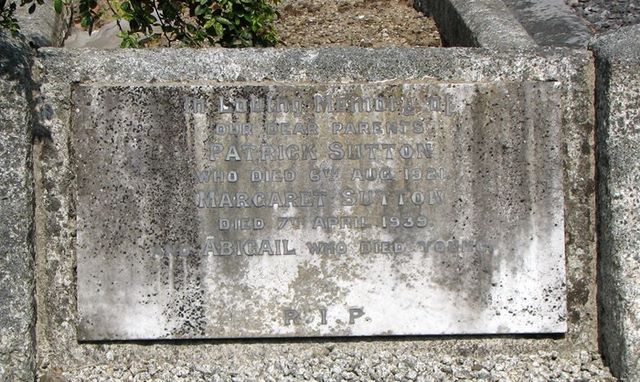 In Loving Memory of
OUR DEAR PARENTS
PATRICK SUTTON
WHO DIED 6TH AUG. 1921.
MARGARET SUTTON
DIED 7TH APRIL 1939.
AND ABIGAIL WHO DIED YOUNG
R.I.P.